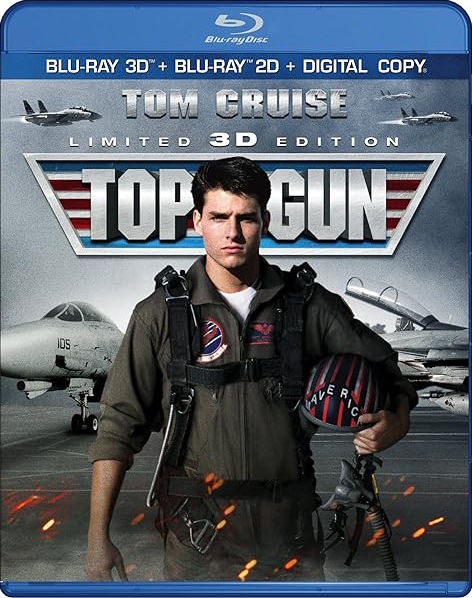 Blu-ray Disc
BLU-RAY 3D™ + BLU-RAY™ 2D + DIGITAL COPY®
TOM CRUISE
LIMITED 3D EDITION
TOP GUN
105
MAVERIC